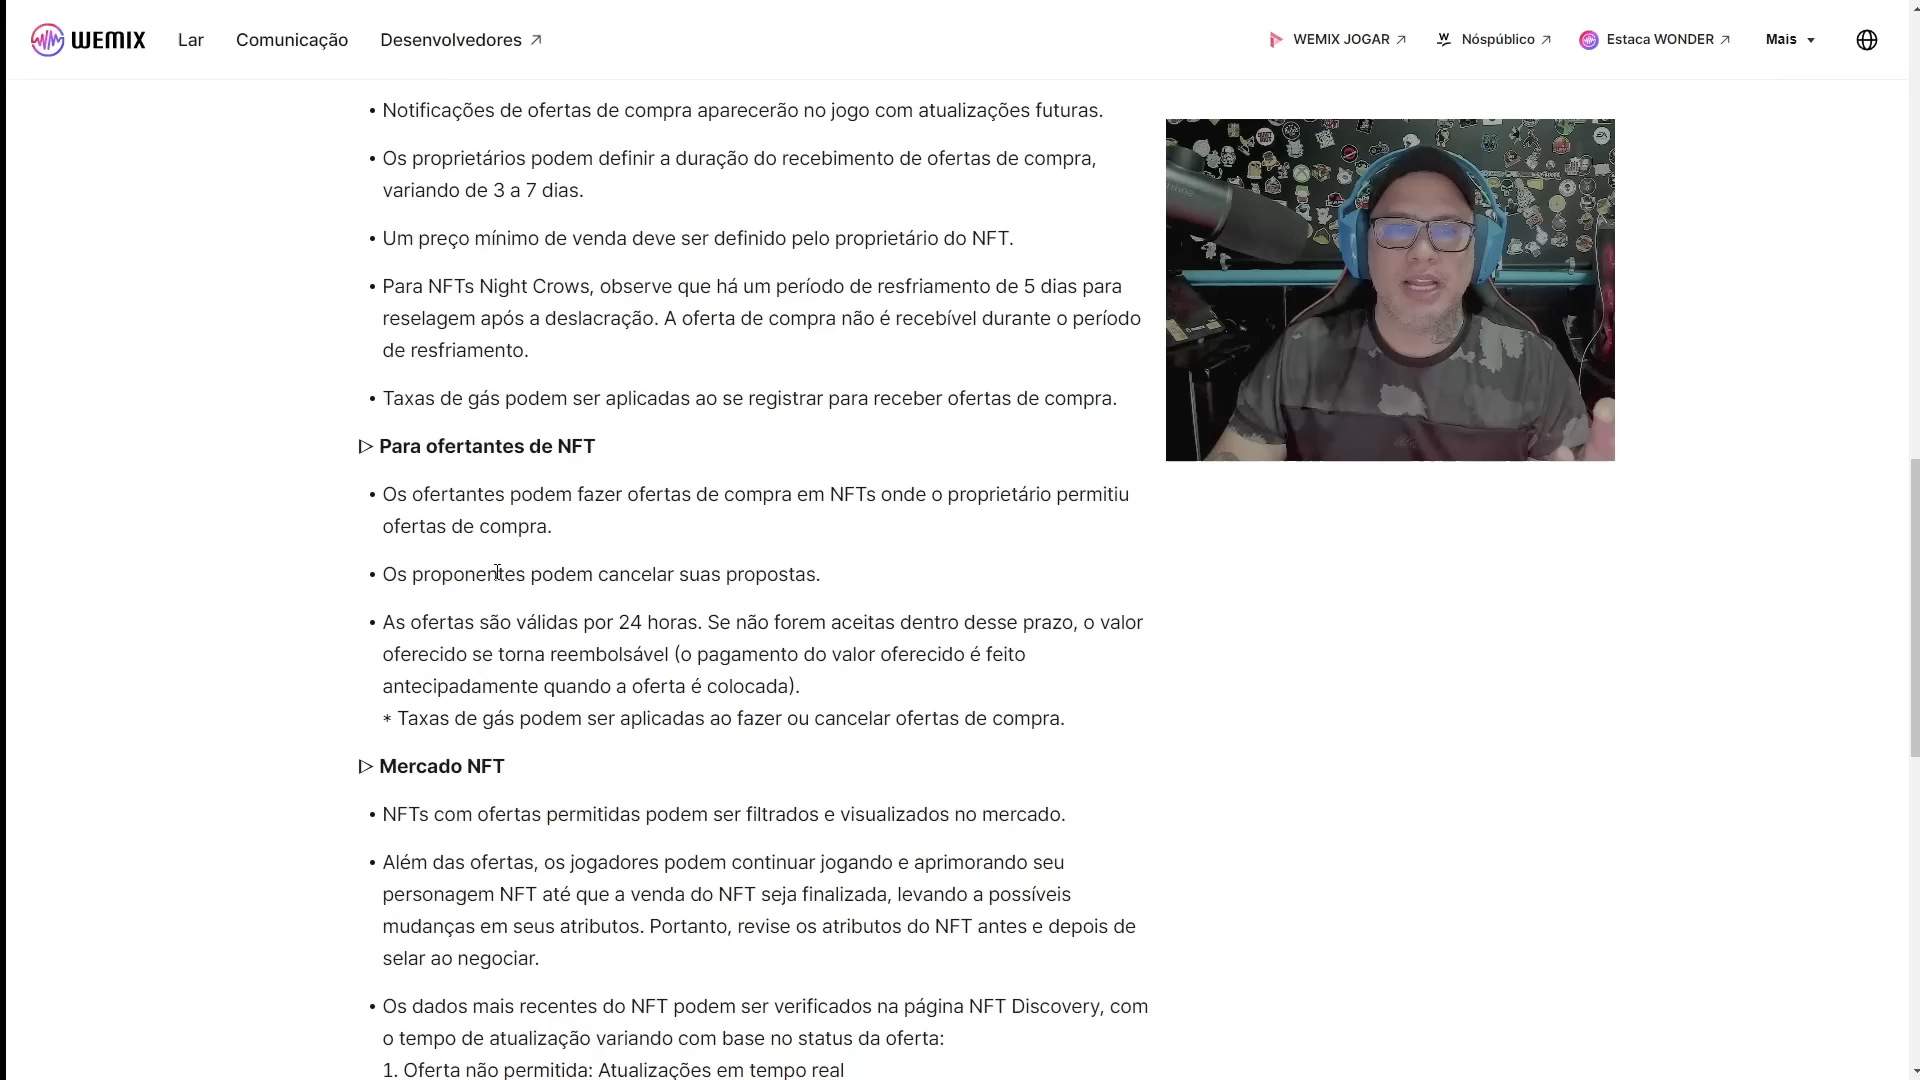 WEMIX Lar Comunicação Desenvolvedores ↗ WEMIX JOGAR ↗ Nóspúblico ↗ Estaca WONDER ↗ Mais
• Notificações de ofertas de compra aparecerão no jogo com atualizações futuras.
• Os proprietários podem definir a duração do recebimento de ofertas de compra,
variando de 3 a 7 dias.
• Um preço mínimo de venda deve ser definido pelo proprietário do NFT.
• Para NFTs Night Crows, observe que há um período de resfriamento de 5 dias para
reselagem após a deslacração. A oferta de compra não é recebível durante o período
de resfriamento.
• Taxas de gás podem ser aplicadas ao se registrar para receber ofertas de compra.
▷ Para ofertantes de NFT
• Os ofertantes podem fazer ofertas de compra em NFTs onde o proprietário permitiu
ofertas de compra.
• Os proponentes podem cancelar suas propostas.
• As ofertas são válidas por 24 horas. Se não forem aceitas dentro desse prazo, o valor
oferecido se torna reembolsável (o pagamento do valor oferecido é feito
antecipadamente quando a oferta é colocada).
* Taxas de gás podem ser aplicadas ao fazer ou cancelar ofertas de compra.
▷ Mercado NFT
• NFTs com ofertas permitidas podem ser filtrados e visualizados no mercado.
• Além das ofertas, os jogadores podem continuar jogando e aprimorando seu
personagem NFT até que a venda do NFT seja finalizada, levando a possíveis
mudanças em seus atributos. Portanto, revise os atributos do NFT antes e depois de
selar ao negociar.
• Os dados mais recentes do NFT podem ser verificados na página NFT Discovery, com
o tempo de atualização variando com base no status da oferta:
1. Oferta não permitida: Atualizações em tempo real